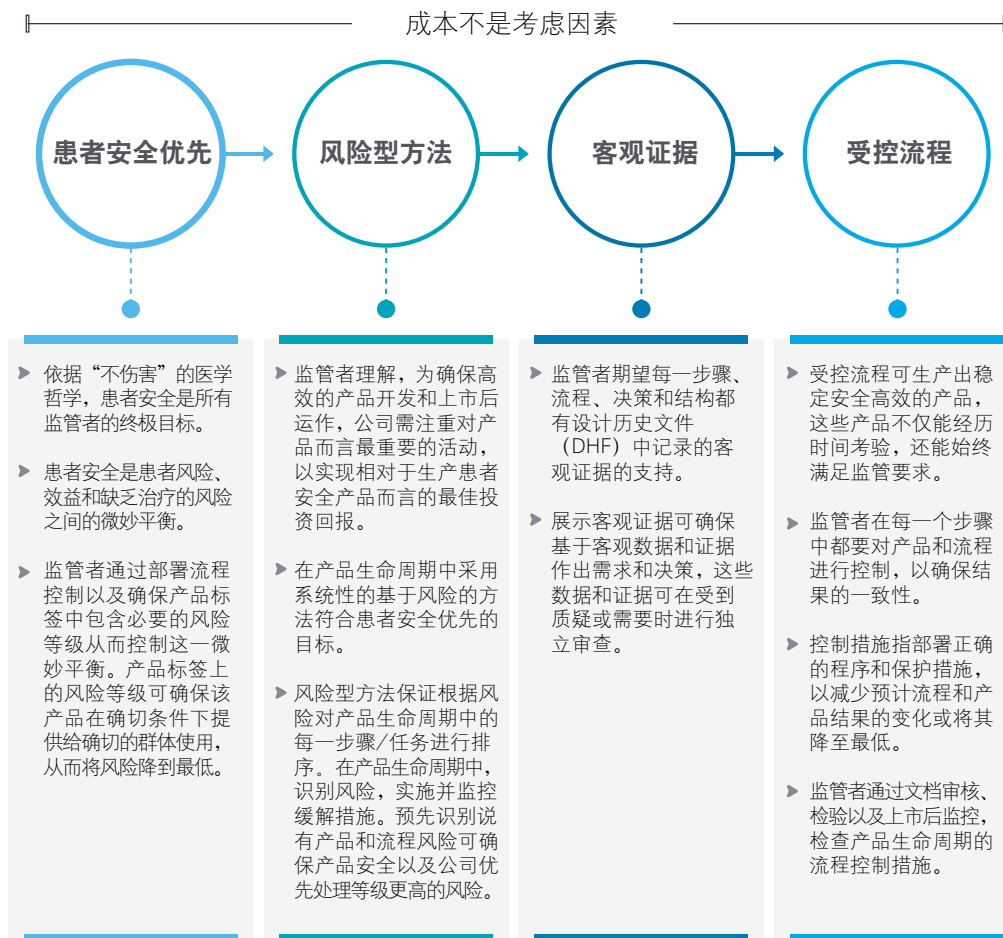 成本不是考虑因素
患者安全优先
风险型方法
客观证据
受控流程
依据“不伤害”的医学
哲学，患者安全是所有
监管者的终极目标。
患者安全是患者风险、
效益和缺乏治疗的风险
之间的微妙平衡。
监管者通过部署流程
控制以及确保产品标
签中包含必要的风险
等级从而控制这一微
妙平衡。产品标签上
的风险等级可确保该
产品在确切条件下提
供给确切的群体使用，
从而将风险降到最低。
监管者理解，为确保高
效的产品开发和上市后
运作，公司需注重对产
品而言最重要的活动，
以实现相对于生产患者
安全产品而言的最佳投
资回报。
在产品生命周期中采用
系统性的基于风险的方
法符合患者安全优先的
目标。
风险型方法保证根据风
险对产品生命周期中的
每一步骤/任务进行排
序。在产品生命周期中，
识别风险，实施并监控
缓解措施。预先识别说
有产品和流程风险可确
保产品安全以及公司优
先处理等级更高的风险。
监管者期望每一步骤、
流程、决策和结构都
有设计历史文件
（DHF）中记录的客
观证据的支持。
展示客观证据可确保
基于客观数据和证据
作出需求和决策，这些
数据和证据可在受到
质疑或需要时进行独
立审查。
受控流程可生产出稳
定安全高效的产品，
这些产品不仅能经历
时间考验，还能始终
满足监管要求。
监管者在每一个步骤
中都要对产品和流程
进行控制，以确保结
果的一致性。
控制措施指部署正确
的程序和保护措施，
以减少预计流程和产
品结果的变化或将其
降至最低。
监管者通过文档审核、
检验以及上市后监控，
检查产品生命周期的
流程控制措施。